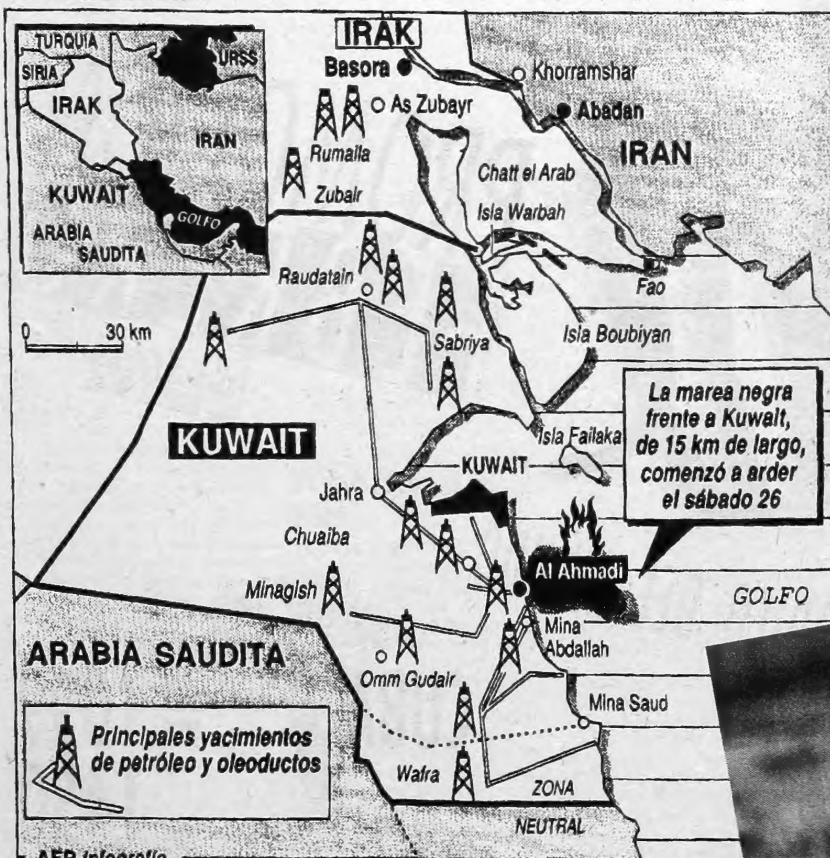 TURQUIA
URSS
SIRIA
IRAK
IRAN
KUWAIT
GOLFO
ARABIA
SAUDITA
IRAK
Basora
Khorramshar
As Zubayr
Abadan
Rumaila
IRAN
Chatt el Arab
Zubair
Isla Warbah
Raudatain
Fao
0 30 km
Sabriya
Isla Boubiyan
La marea negra
frente a Kuwait,
de 15 km de largo,
comenzó a arder
el sábado 26
KUWAIT
Isla Failaka
KUWAIT
Jahra
Chuaiba
Al Ahmadi
Minagish
GOLFO
Mina
Abdallah
ARABIA SAUDITA
Omm Gudair
Mina Saud
Principales yacimientos
de petróleo y oleoductos
Wafra
ZONA
NEUTRAL
AFP Infografía